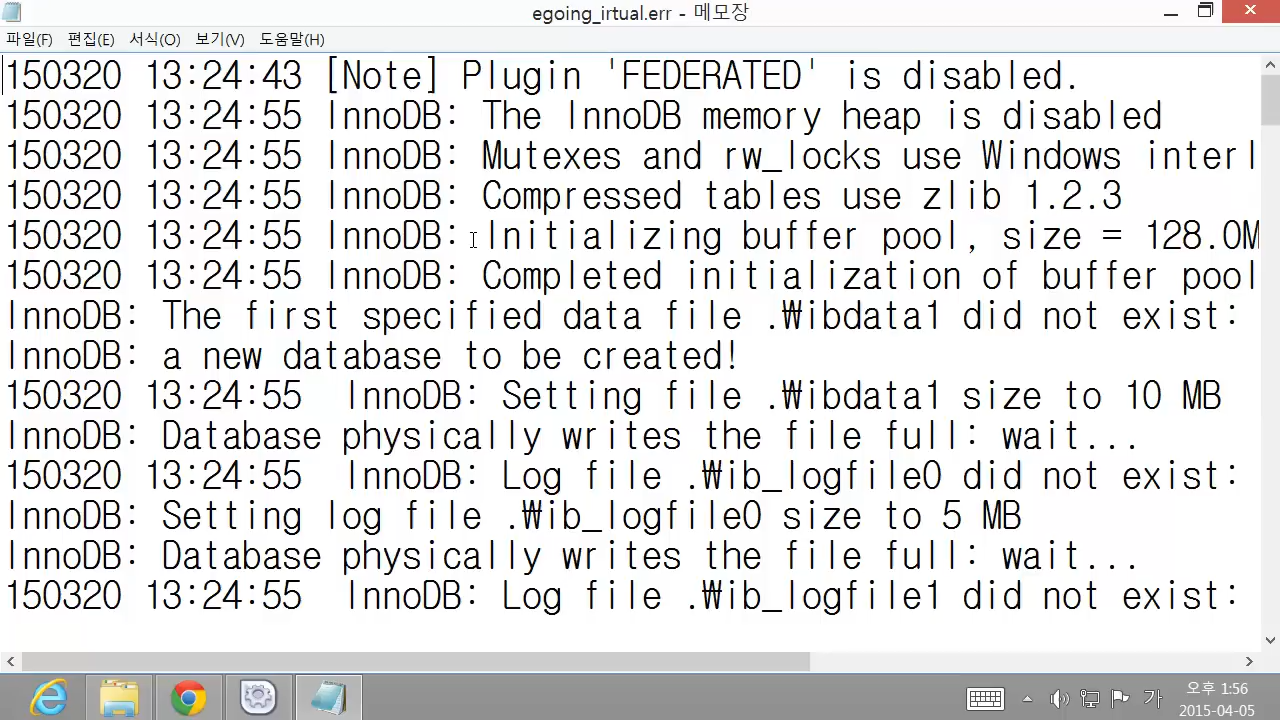 egoing_irtual.err - 메모장
파일(F) 편집(E) 서식(O) 보기(V) 도움말(H)
150320 13:24:43 [Note] Plugin 'FEDERATED' is disabled.
150320 13:24:55 InnoDB: The InnoDB memory heap is disabled
150320 13:24:55 InnoDB: Mutexes and rw_locks use Windows interl
150320 13:24:55 InnoDB: Compressed tables use zlib 1.2.3
150320 13:24:55 InnoDB: Initializing buffer pool, size = 128.0M
150320 13:24:55 InnoDB: Completed initialization of buffer pool
InnoDB: The first specified data file .₩ibdata1 did not exist:
InnoDB: a new database to be created!
150320 13:24:55  InnoDB: Setting file .₩ibdata1 size to 10 MB
InnoDB: Database physically writes the file full: wait...
150320 13:24:55  InnoDB: Log file .₩ib_logfile0 did not exist:
InnoDB: Setting log file .₩ib_logfile0 size to 5 MB
InnoDB: Database physically writes the file full: wait...
150320 13:24:55  InnoDB: Log file .₩ib_logfile1 did not exist:
가
오후 1:56
2015-04-05